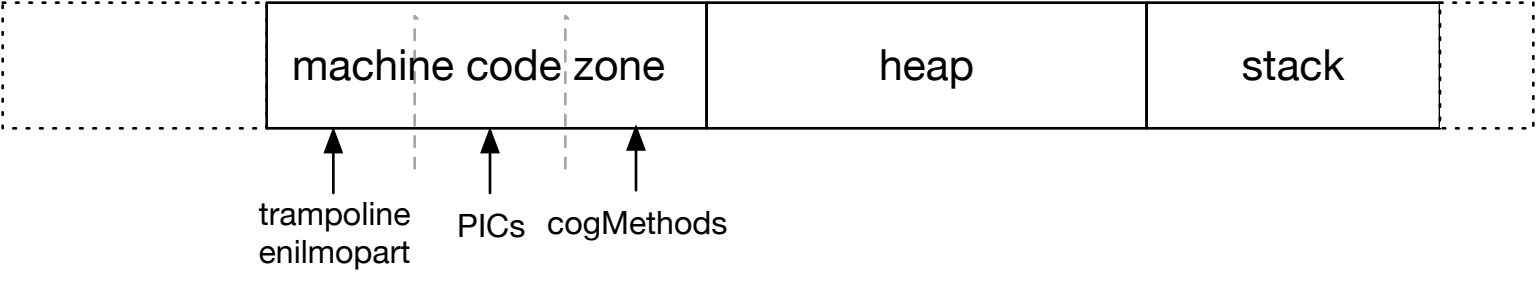 machine code zone
heap
stack
trampoline
enilmopart
PICs
cogMethods